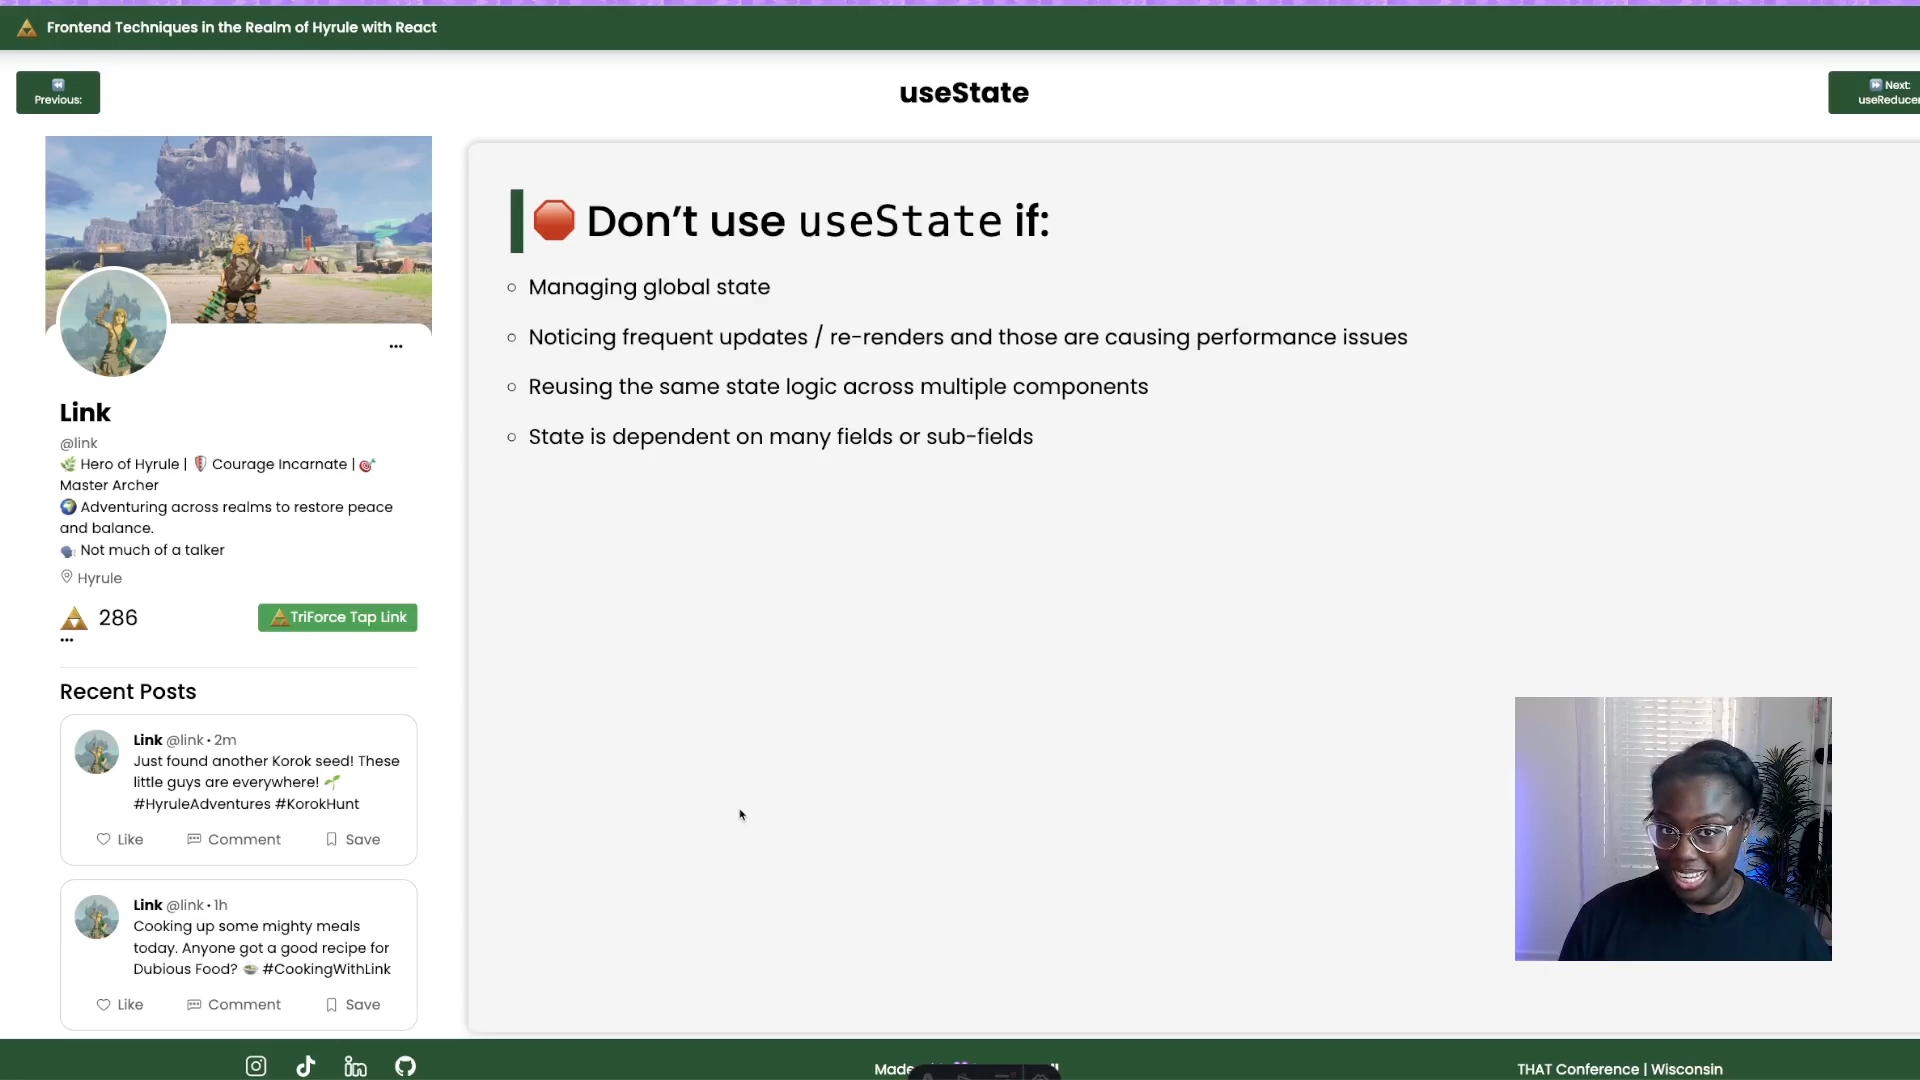 Frontend Techniques in the Realm of Hyrule with React
Previous:
useState
Next:
useReducer
Don’t use useState if:
Managing global state
Noticing frequent updates / re-renders and those are causing performance issues
Reusing the same state logic across multiple components
State is dependent on many fields or sub-fields
Link
@link
Hero of Hyrule | Courage Incarnate |
Master Archer
Adventuring across realms to restore peace
and balance.
Not much of a talker
Hyrule
286
TriForce Tap Link
Recent Posts
Link @link • 2m
Just found another Korok seed! These
little guys are everywhere!
#HyruleAdventures #KorokHunt
Like Comment Save
Link @link • 1h
Cooking up some mighty meals
today. Anyone got a good recipe for
Dubious Food? #CookingWithLink
Like Comment Save
Made
THAT Conference | Wisconsin